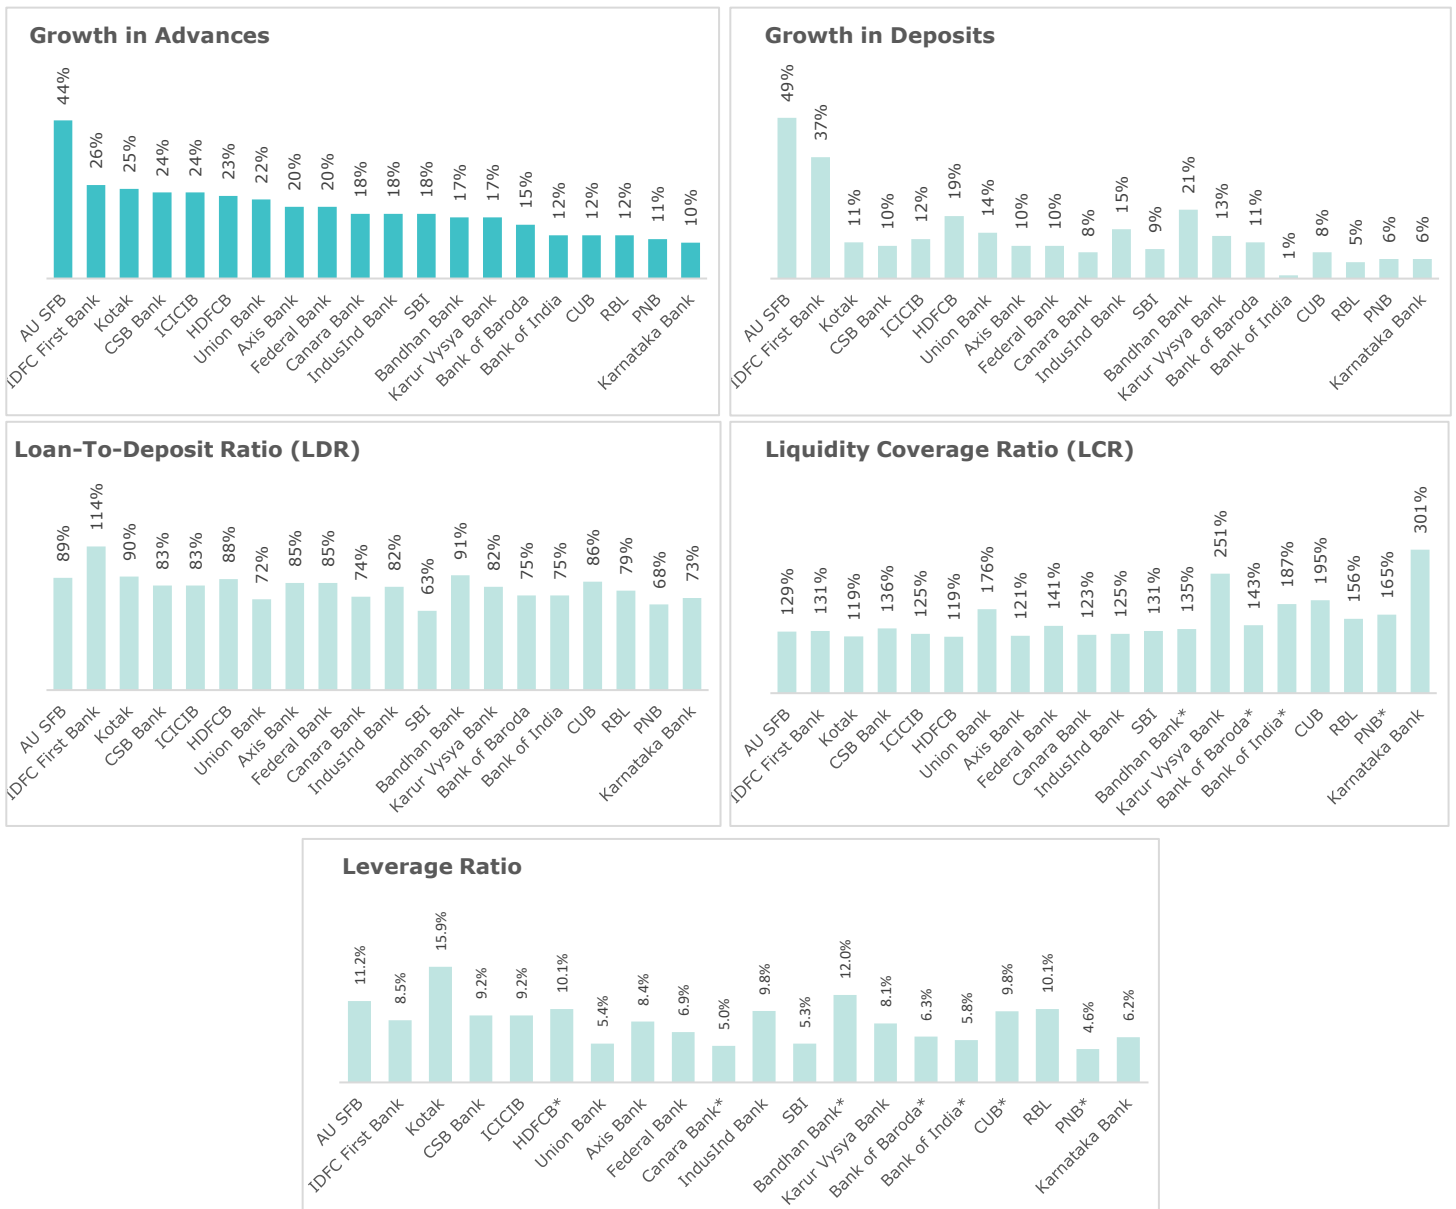 Growth in Advances
44%
26%
25%
24%
24%
23%
22%
20%
20%
18%
18%
18%
17%
17%
15%
12%
12%
12%
11%
10%
AU SFB
IDFC First Bank
Kotak
CSB Bank
ICICIB
HDFCB
Union Bank
Axis Bank
Federal Bank
Canara Bank
IndusInd Bank
SBI
Bandhan Bank
Karur Vysya Bank
Bank of Baroda
Bank of India
CUB
RBL
PNB
Karnataka Bank
Growth in Deposits
49%
37%
11%
10%
12%
19%
14%
10%
10%
8%
15%
9%
21%
13%
11%
1%
8%
5%
6%
6%
AU SFB
IDFC First Bank
Kotak
CSB Bank
ICICIB
HDFCB
Union Bank
Axis Bank
Federal Bank
Canara Bank
IndusInd Bank
SBI
Bandhan Bank
Karur Vysya Bank
Bank of Baroda
Bank of India
CUB
RBL
PNB
Karnataka Bank
Loan-To-Deposit Ratio (LDR)
89%
114%
90%
83%
83%
88%
72%
85%
85%
74%
82%
63%
91%
82%
75%
75%
86%
79%
68%
73%
AU SFB
IDFC First Bank
Kotak
CSB Bank
ICICIB
HDFCB
Union Bank
Axis Bank
Federal Bank
Canara Bank
IndusInd Bank
SBI
Bandhan Bank
Karur Vysya Bank
Bank of Baroda
Bank of India
CUB
RBL
PNB
Karnataka Bank
Liquidity Coverage Ratio (LCR)
129%
131%
119%
136%
125%
119%
176%
121%
141%
123%
125%
131%
135%
251%
143%
187%
195%
156%
165%
301%
AU SFB
IDFC First Bank
Kotak
CSB Bank
ICICIB
HDFCB
Union Bank
Axis Bank
Federal Bank
Canara Bank
IndusInd Bank
SBI
Bandhan Bank*
Karur Vysya Bank
Bank of Baroda*
Bank of India*
CUB
RBL
PNB*
Karnataka Bank
Leverage Ratio
11.2%
8.5%
15.9%
9.2%
9.2%
10.1%
5.4%
8.4%
6.9%
5.0%
9.8%
5.3%
12.0%
8.1%
6.3%
5.8%
9.8%
10.1%
4.6%
6.2%
AU SFB
IDFC First Bank
Kotak
CSB Bank
ICICIB
HDFCB*
Union Bank
Axis Bank
Federal Bank
Canara Bank*
IndusInd Bank
SBI
Bandhan Bank*
Karur Vysya Bank
Bank of Baroda*
Bank of India*
CUB*
RBL
PNB*
Karnataka Bank